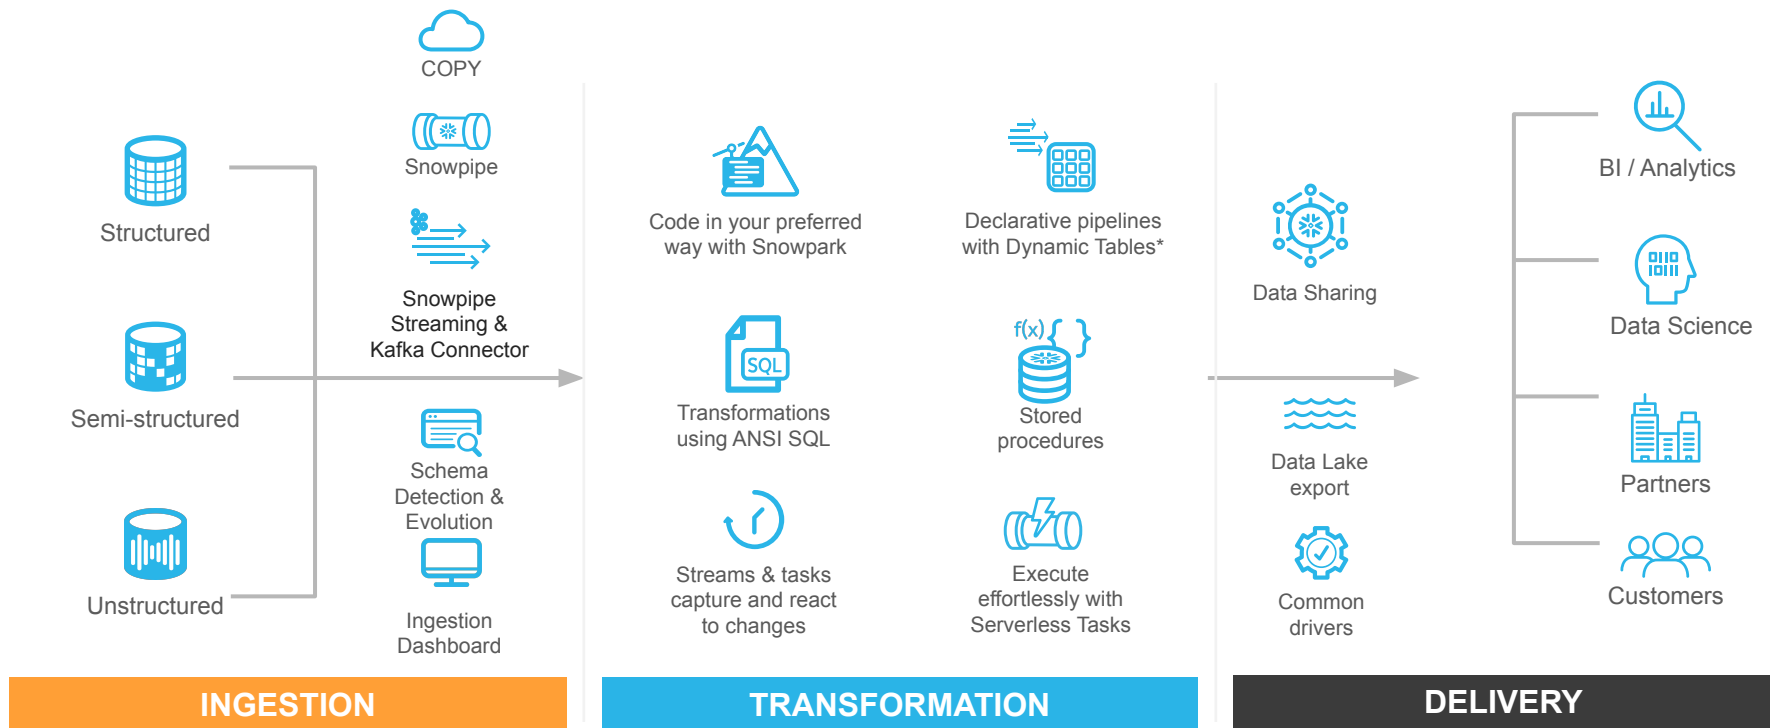 COPY
Snowpipe
Structured
Snowpipe
Streaming &
Kafka Connector
Semi-structured
Schema
Detection &
Evolution
Unstructured
Ingestion
Dashboard
INGESTION
Code in your preferred
way with Snowpark
Declarative pipelines
with Dynamic Tables*
SQL
Transformations
using ANSI SQL
f(x) { }
Stored
procedures
Streams & tasks
capture and react
to changes
Execute
effortlessly with
Serverless Tasks
TRANSFORMATION
Data Sharing
Data Lake
export
Common
drivers
BI / Analytics
0110
10111
Data Science
Partners
Customers
DELIVERY